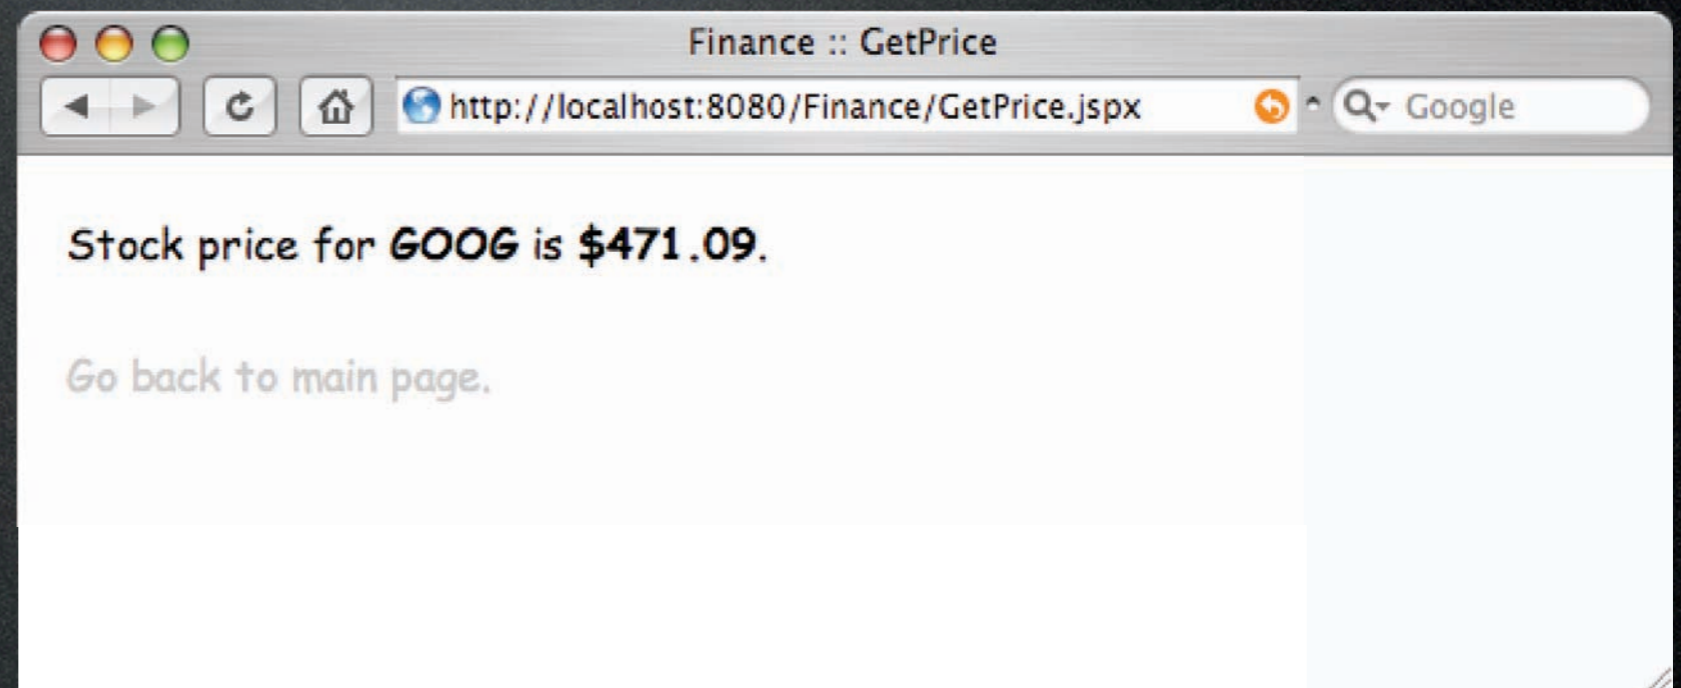 Finance :: GetPrice
http://localhost:8080/Finance/GetPrice.jspx
Google
Stock price for GOOG is $471.09.
Go back to main page.